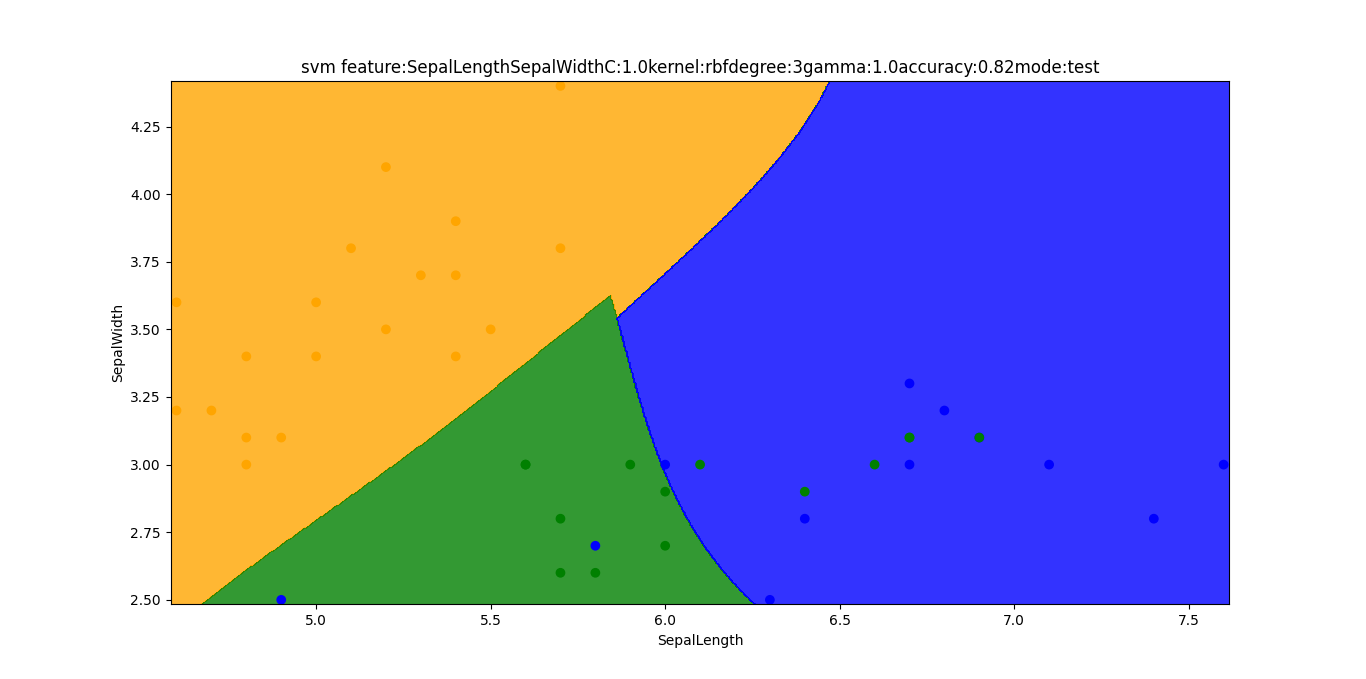 svm feature:SepalLengthSepalWidthC:1.0kernel:rbfdegree:3gamma:1.0accuracy:0.82mode:test
4.25
4.00
3.75
3.50
3.25
3.00
2.75
2.50
SepalWidth
5.0 5.5 6.0 6.5 7.0 7.5
SepalLength